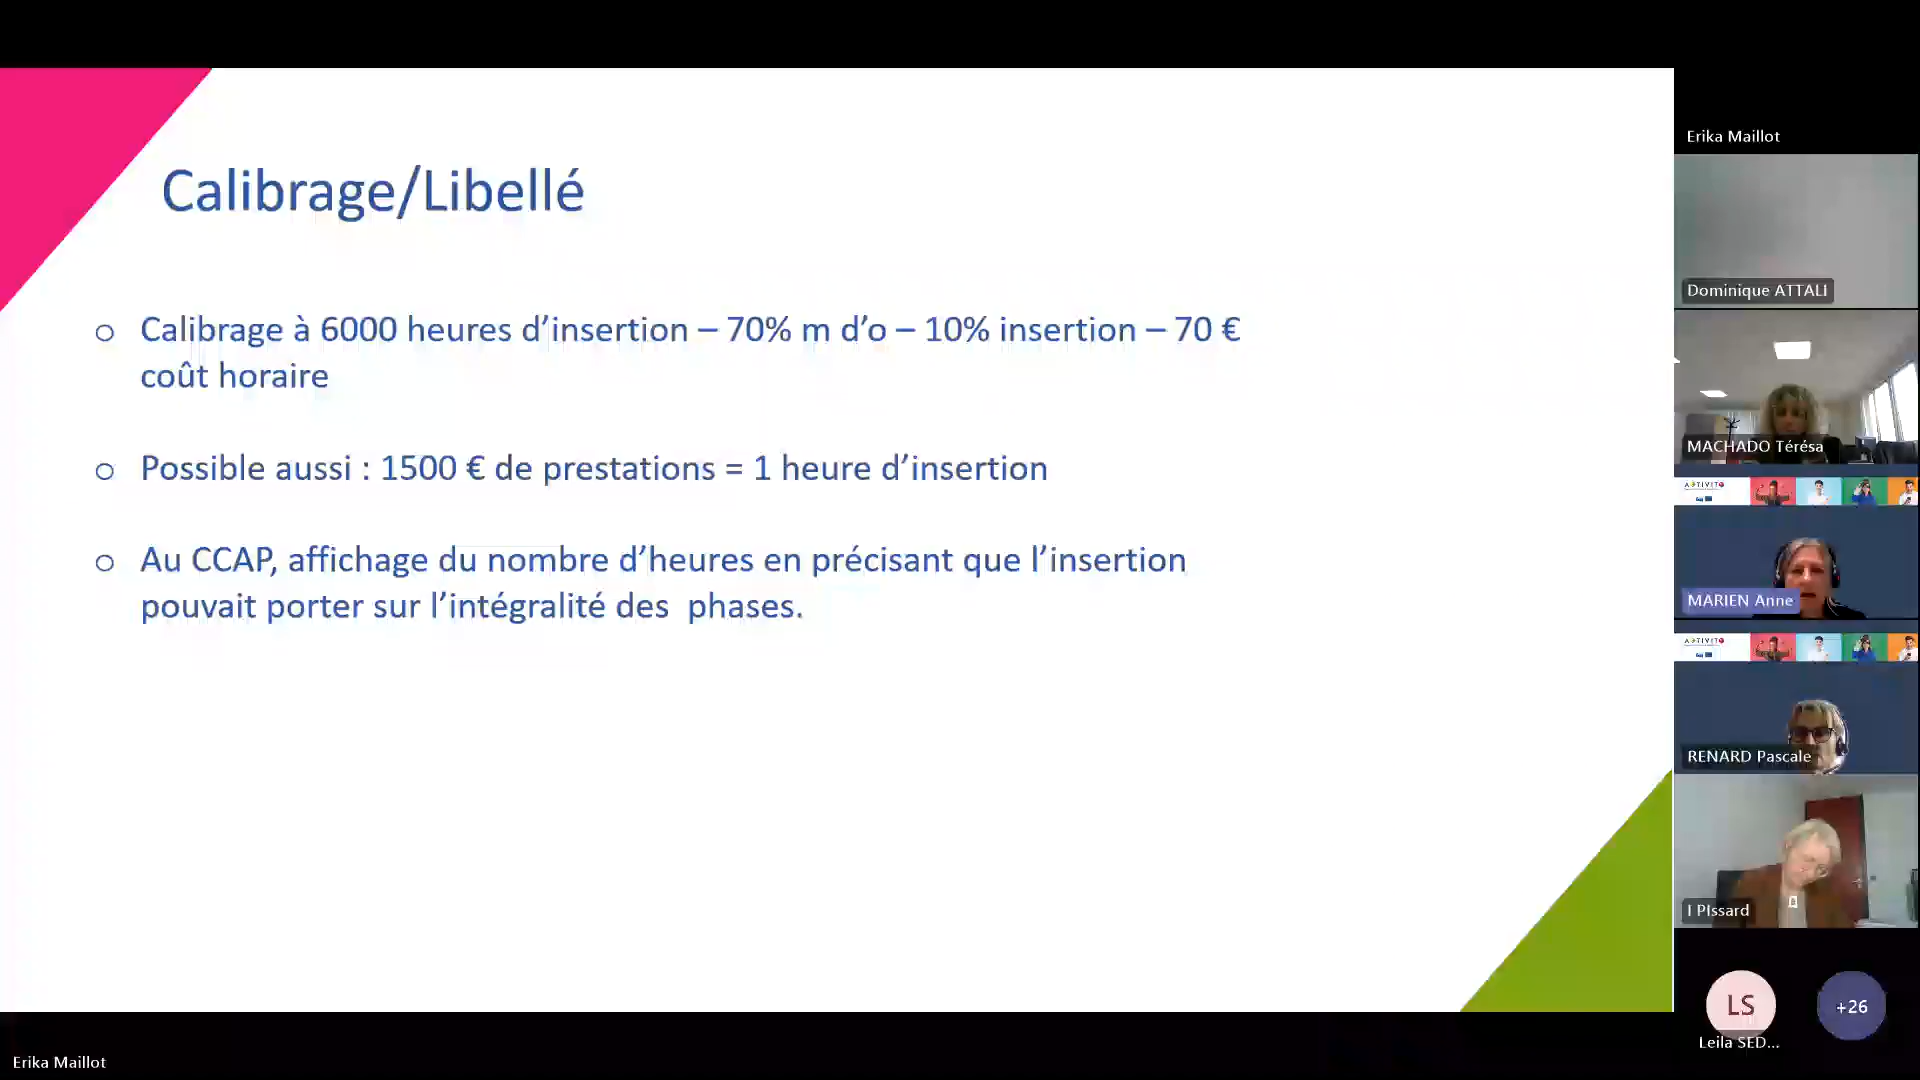 Calibrage/Libellé
o Calibrage à 6000 heures d’insertion – 70% m d’o – 10% insertion – 70 €
coût horaire
o Possible aussi : 1500 € de prestations = 1 heure d’insertion
o Au CCAP, affichage du nombre d’heures en précisant que l’insertion
pouvait porter sur l’intégralité des  phases.
Erika Maillot
Dominique ATTALI
MACHADO Térésa
ACTIVITO
MARIEN Anne
ACTIVITO
RENARD Pascale
I PIssard
LS
+26
Leila SED...
Erika Maillot